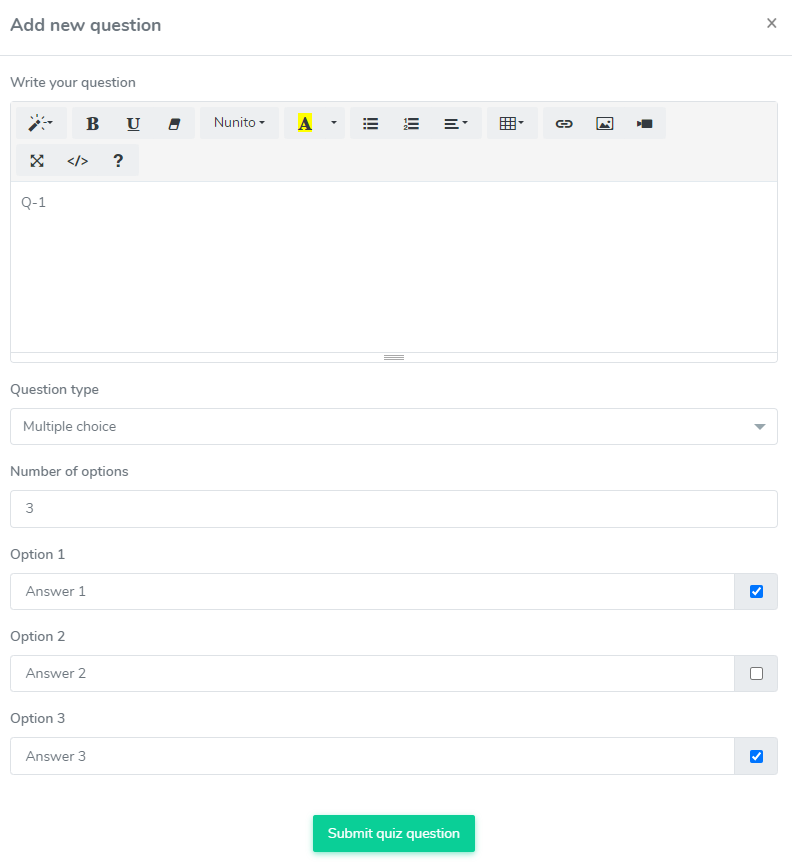 Add new question ×
Write your question
B U Nunito A
</> ?
Q-1
Question type
Multiple choice
Number of options
3
Option 1
Answer 1
Option 2
Answer 2
Option 3
Answer 3
Submit quiz question